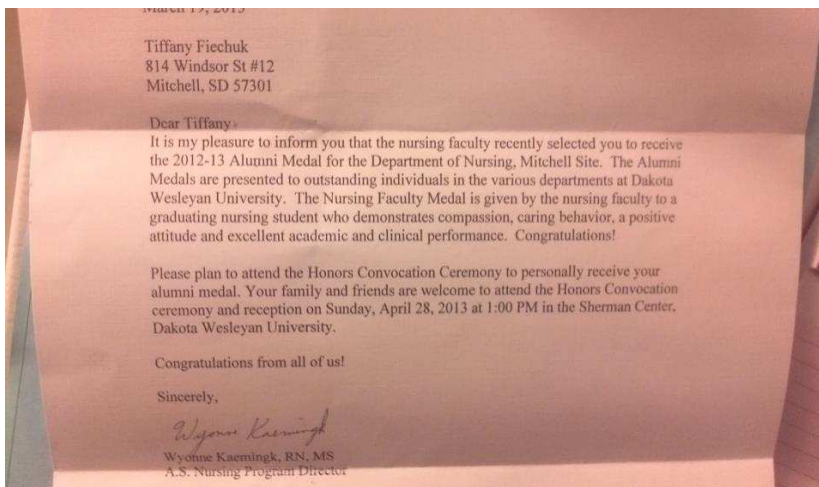 March 19, 2013
Tiffany Fiechuk
814 Windsor St #12
Mitchell, SD 57301
Dear Tiffany
It is my pleasure to inform you that the nursing faculty recently selected you to receive
the 2012-13 Alumni Medal for the Department of Nursing, Mitchell Site. The Alumni
Medals are presented to outstanding individuals in the various departments at Dakota
Wesleyan University. The Nursing Faculty Medal is given by the nursing faculty to a
graduating nursing student who demonstrates compassion, caring behavior, a positive
attitude and excellent academic and clinical performance. Congratulations!
Please plan to attend the Honors Convocation Ceremony to personally receive your
alumni medal. Your family and friends are welcome to attend the Honors Convocation
ceremony and reception on Sunday, April 28, 2013 at 1:00 PM in the Sherman Center,
Dakota Wesleyan University.
Congratulations from all of us!
Sincerely,
Wyonne Kaemingk
Wyonne Kaemingk, RN, MS
A.S. Nursing Program Director